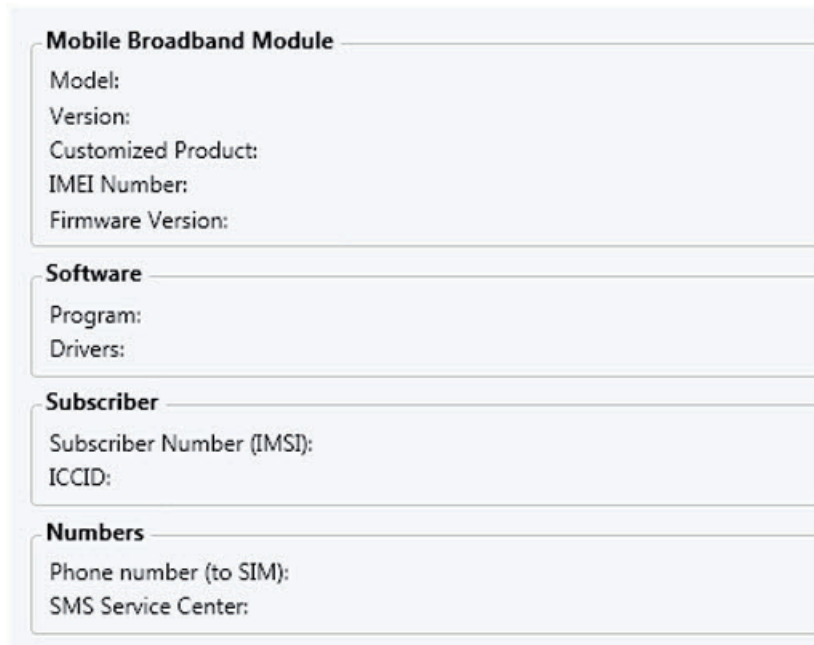 Mobile Broadband Module
Model:
Version:
Customized Product:
IMEI Number:
Firmware Version:
Software
Program:
Drivers:
Subscriber
Subscriber Number (IMSI):
ICCID:
Numbers
Phone number (to SIM):
SMS Service Center: